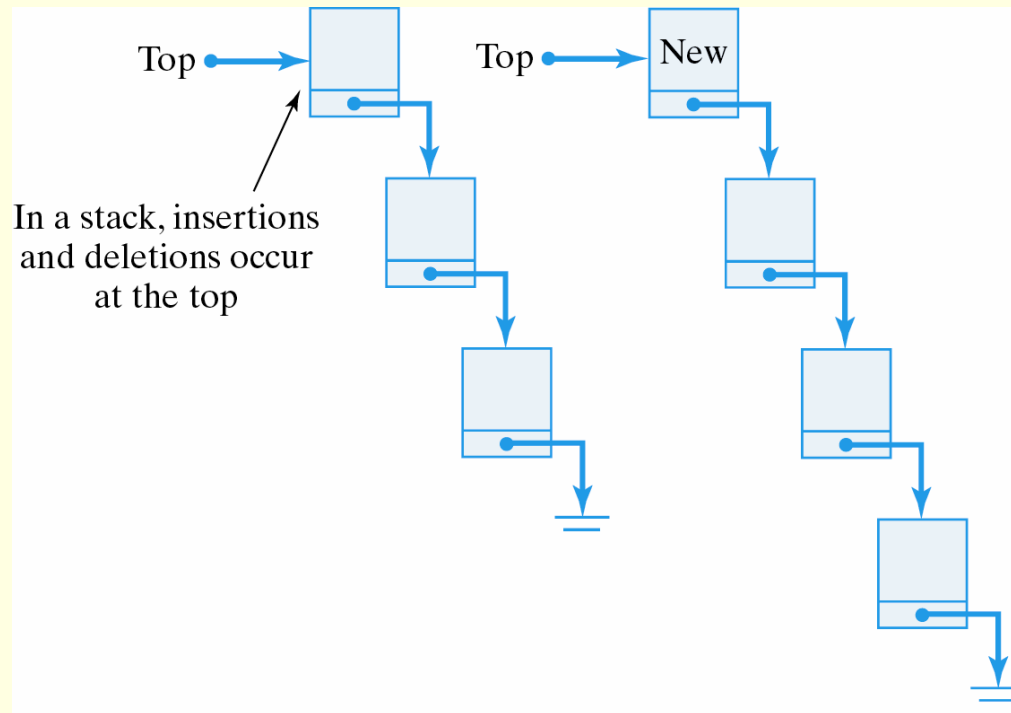 Top
Top
New
In a stack, insertions
and deletions occur
at the top